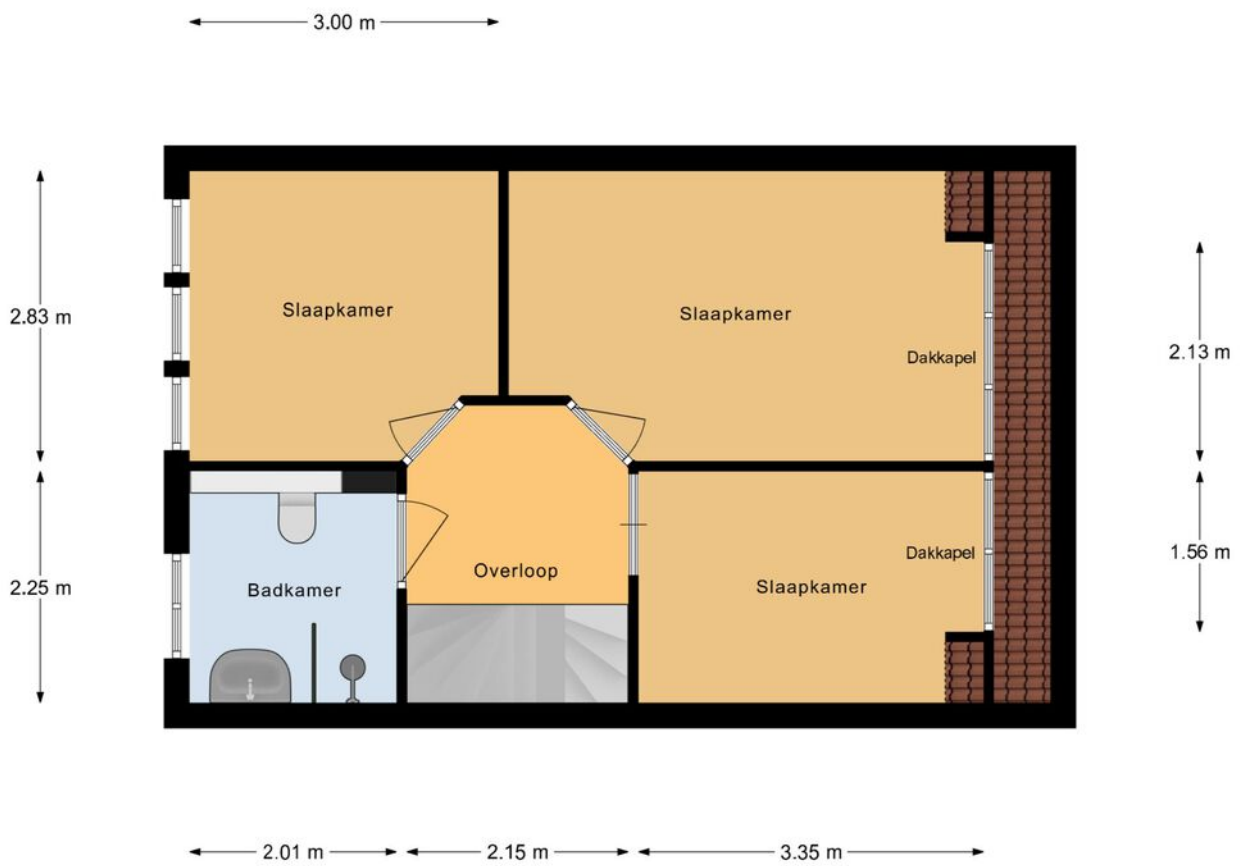 3.00 m
2.83 m
Slaapkamer
Slaapkamer
Dakkapel
2.13 m
2.25 m
Badkamer
Overloop
Slaapkamer
Dakkapel
1.56 m
2.01 m
2.15 m
3.35 m